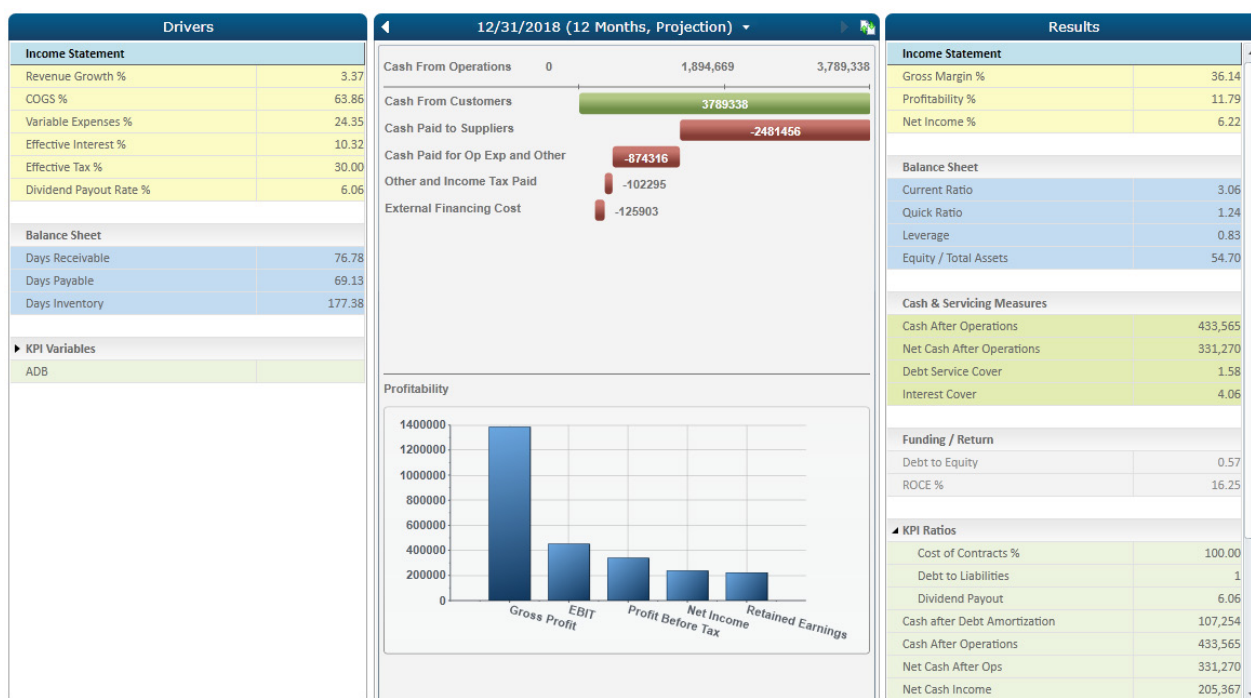 Drivers
Income Statement
Revenue Growth % 3.37
COGS % 63.86
Variable Expenses % 24.35
Effective Interest % 10.32
Effective Tax % 30.00
Dividend Payout Rate % 6.06
Balance Sheet
Days Receivable 76.78
Days Payable 69.13
Days Inventory 177.38
KPI Variables
ADB
12/31/2018 (12 Months, Projection)
Cash From Operations 0 1,894,669 3,789,338
Cash From Customers 3789338
Cash Paid to Suppliers -2481456
Cash Paid for Op Exp and Other -874316
Other and Income Tax Paid -102295
External Financing Cost -125903
Profitability
1400000
1200000
1000000
800000
600000
400000
200000
0
Gross Profit EBIT Profit Before Tax Net Income Retained Earnings
Results
Income Statement
Gross Margin % 36.14
Profitability % 11.79
Net Income % 6.22
Balance Sheet
Current Ratio 3.06
Quick Ratio 1.24
Leverage 0.83
Equity / Total Assets 54.70
Cash & Servicing Measures
Cash After Operations 433,565
Net Cash After Operations 331,270
Debt Service Cover 1.58
Interest Cover 4.06
Funding / Return
Debt to Equity 0.57
ROCE % 16.25
KPI Ratios
Cost of Contracts % 100.00
Debt to Liabilities 1
Dividend Payout 6.06
Cash after Debt Amortization 107,254
Cash After Operations 433,565
Net Cash After Ops 331,270
Net Cash Income 205,367